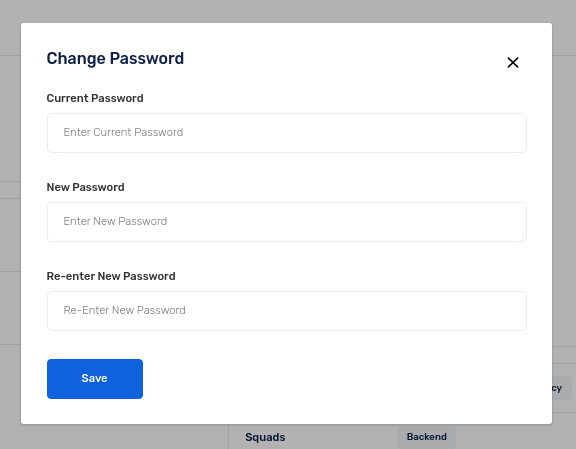 Change Password
Current Password
Enter Current Password
New Password
Enter New Password
Re-enter New Password
Re-Enter New Password
Save
Squads
Backend